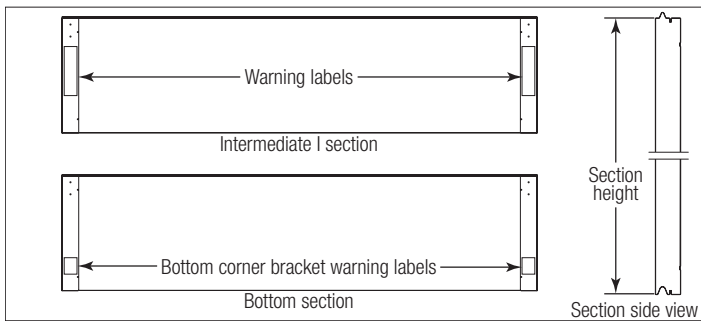 Warning labels
Intermediate I section
Bottom corner bracket warning labels
Bottom section
Section
height
Section side view